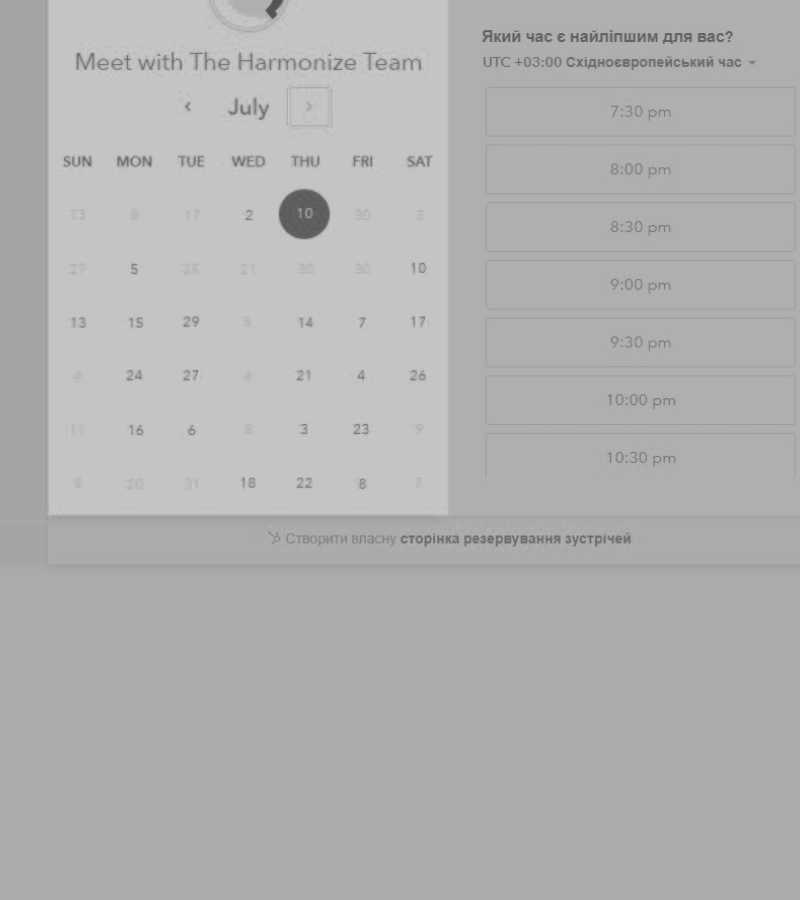 Meet with The Harmonize Team
July
SUN MON TUE WED THU FRI SAT
13 8 17 2 10 30 3
27 5 25 21 30 30 10
13 15 29 5 14 7 17
4 24 27 4 21 4 26
16 6 8 3 23 9
8 20 31 18 22 8 7
Який час є найліпшим для вас?
UTC +03:00 Східноєвропейський час
7:30 pm
8:00 pm
8:30 pm
9:00 pm
9:30 pm
10:00 pm
10:30 pm
Створити власну сторінка резервування зустрічей